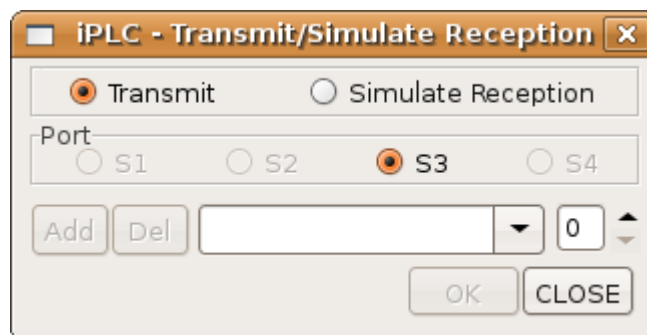 iPLC - Transmit/Simulate Reception
Transmit Simulate Reception
Port
S1 S2 S3 S4
Add Del 0
OK CLOSE